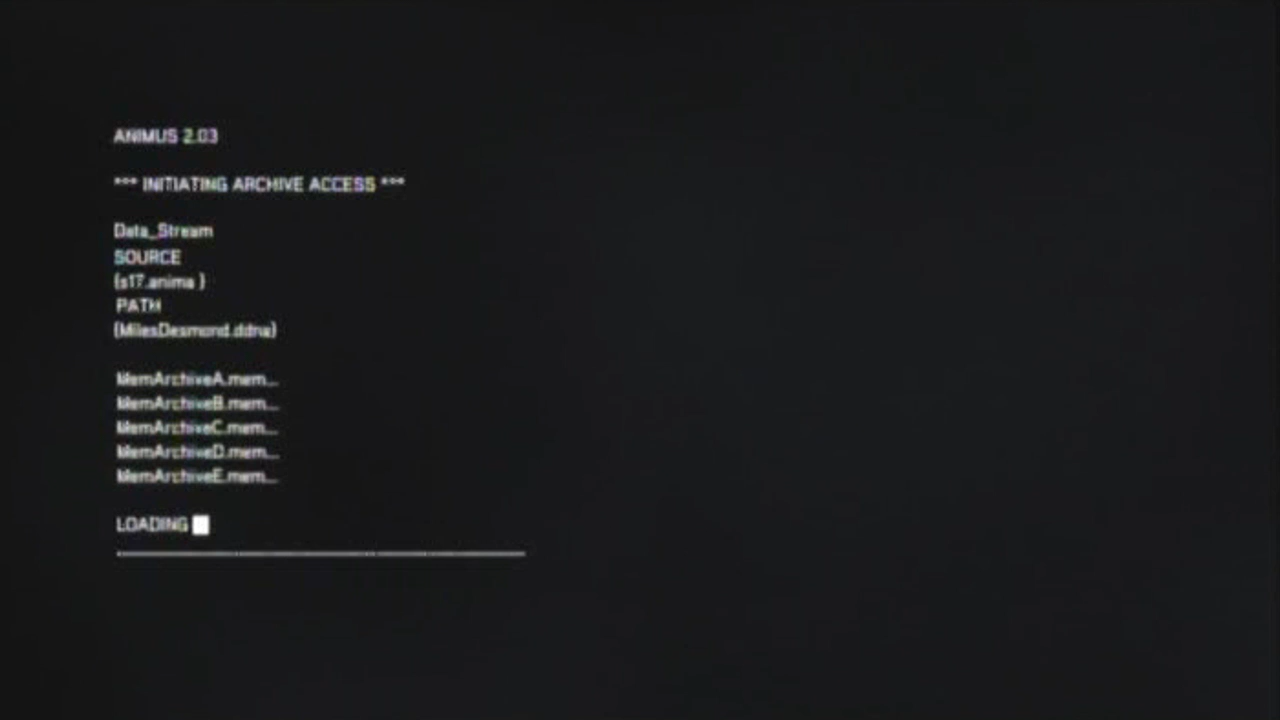 ANIMUS 2.03
*** INITIATING ARCHIVE ACCESS ***
Data_Stream
SOURCE
(s17.anima )
PATH
(MilesDesmond.ddna)
MemArchiveA.mem...
MemArchiveB.mem...
MemArchiveC.mem...
MemArchiveD.mem...
MemArchiveE.mem...
LOADING